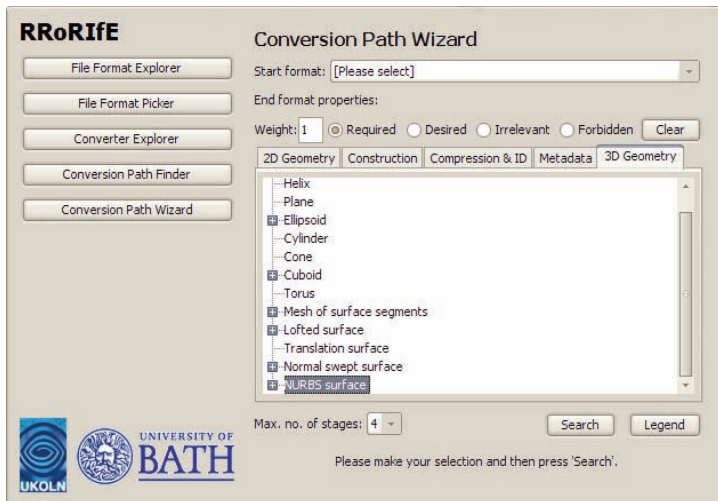 RRoRIfE
File Format Explorer
File Format Picker
Converter Explorer
Conversion Path Finder
Conversion Path Wizard
Conversion Path Wizard
Start format: [Please select]
End format properties:
Weight: 1 Required Desired Irrelevant Forbidden Clear
2D Geometry Construction Compression & ID Metadata 3D Geometry
Helix
Plane
Ellipsoid
Cylinder
Cone
Cuboid
Torus
Mesh of surface segments
Lofted surface
Translation surface
Normal swept surface
NURBS surface
Max. no. of stages: 4 Search Legend
Please make your selection and then press 'Search'.
UKOLN
UNIVERSITY OF
BATH